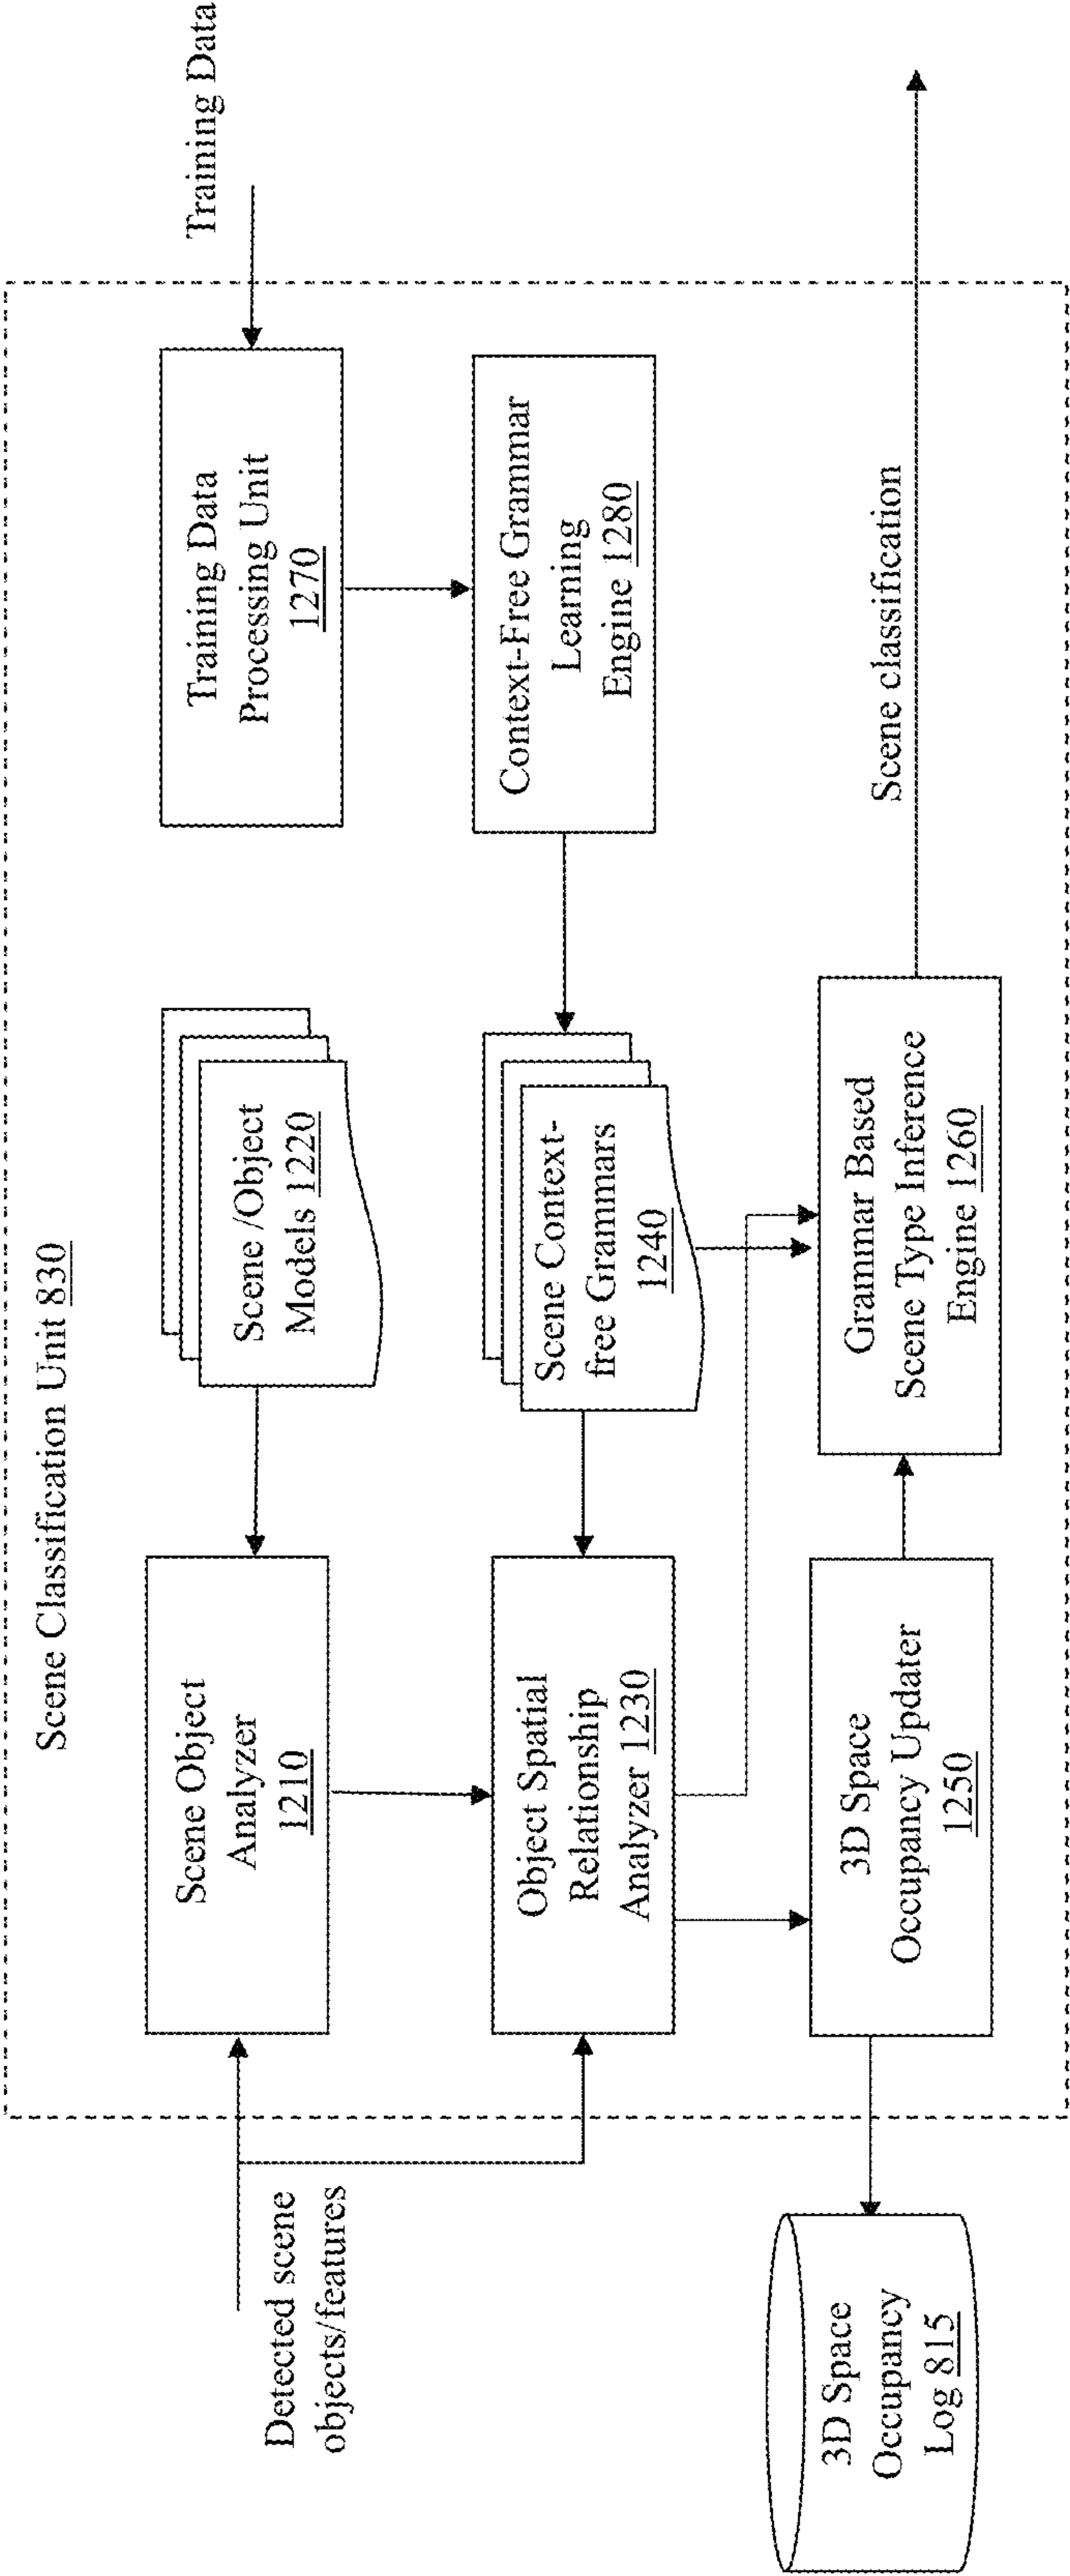 Scene Classification Unit 830
Detected scene
objects/features
Scene Object
Analyzer
1210
Scene /Object
Models 1220
Training Data
Processing Unit
1270
Training Data
Object Spatial
Relationship
Analyzer 1230
Scene Context-
free Grammars
1240
Context-Free Grammar
Learning
Engine 1280
3D Space
Occupancy
Log 815
3D Space
Occupancy Updater
1250
Grammar Based
Scene Type Inference
Engine 1260
Scene classification